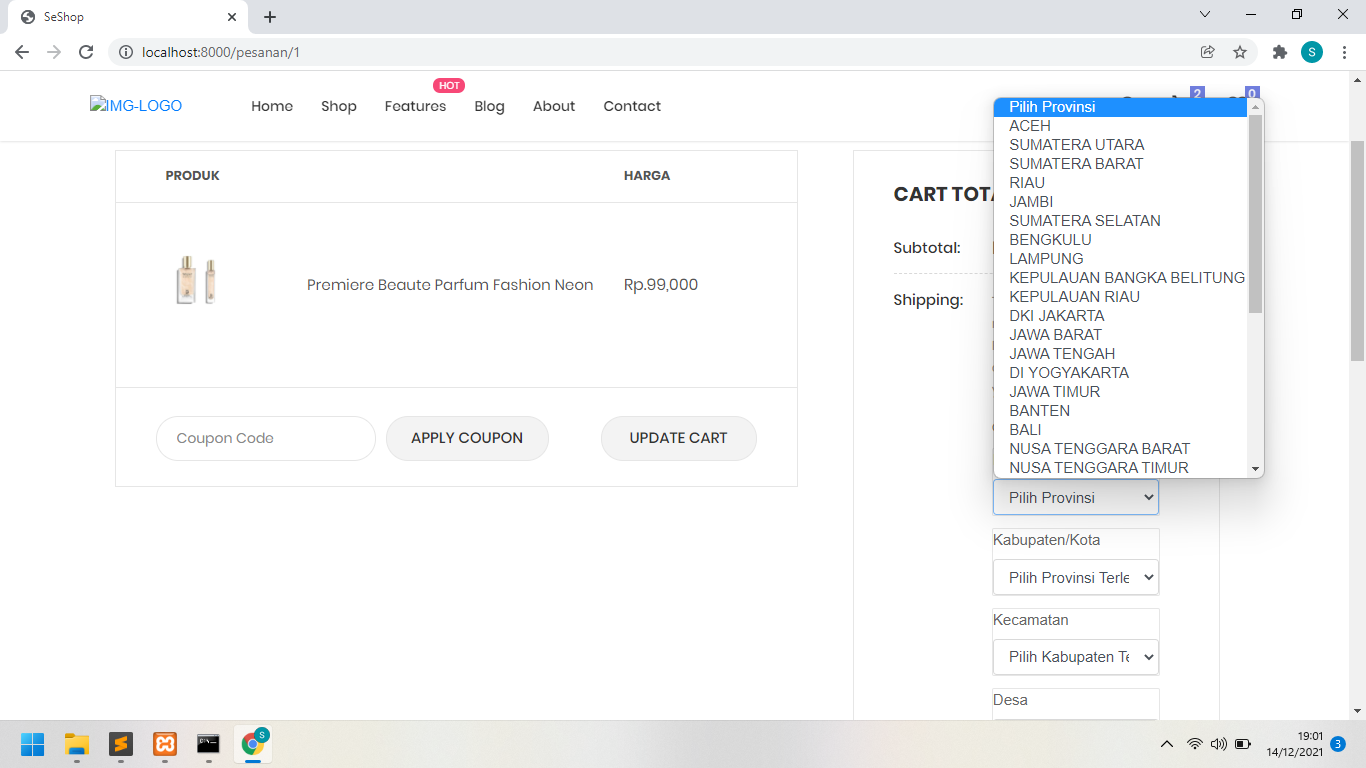 SeShop
localhost:8000/pesanan/1
S
IMG-LOGO
Home
Shop
Features
HOT
Blog
About
Contact
2
0
PRODUK
HARGA
Premiere Beaute Parfum Fashion Neon
Rp.99,000
Coupon Code
APPLY COUPON
UPDATE CART
CART TOTA
Subtotal:
Shipping:
Pilih Provinsi
ACEH
SUMATERA UTARA
SUMATERA BARAT
RIAU
JAMBI
SUMATERA SELATAN
BENGKULU
LAMPUNG
KEPULAUAN BANGKA BELITUNG
KEPULAUAN RIAU
DKI JAKARTA
JAWA BARAT
JAWA TENGAH
DI YOGYAKARTA
JAWA TIMUR
BANTEN
BALI
NUSA TENGGARA BARAT
NUSA TENGGARA TIMUR
Pilih Provinsi
Kabupaten/Kota
Pilih Provinsi Terle
Kecamatan
Pilih Kabupaten Te
Desa
S
19:01
14/12/2021
3